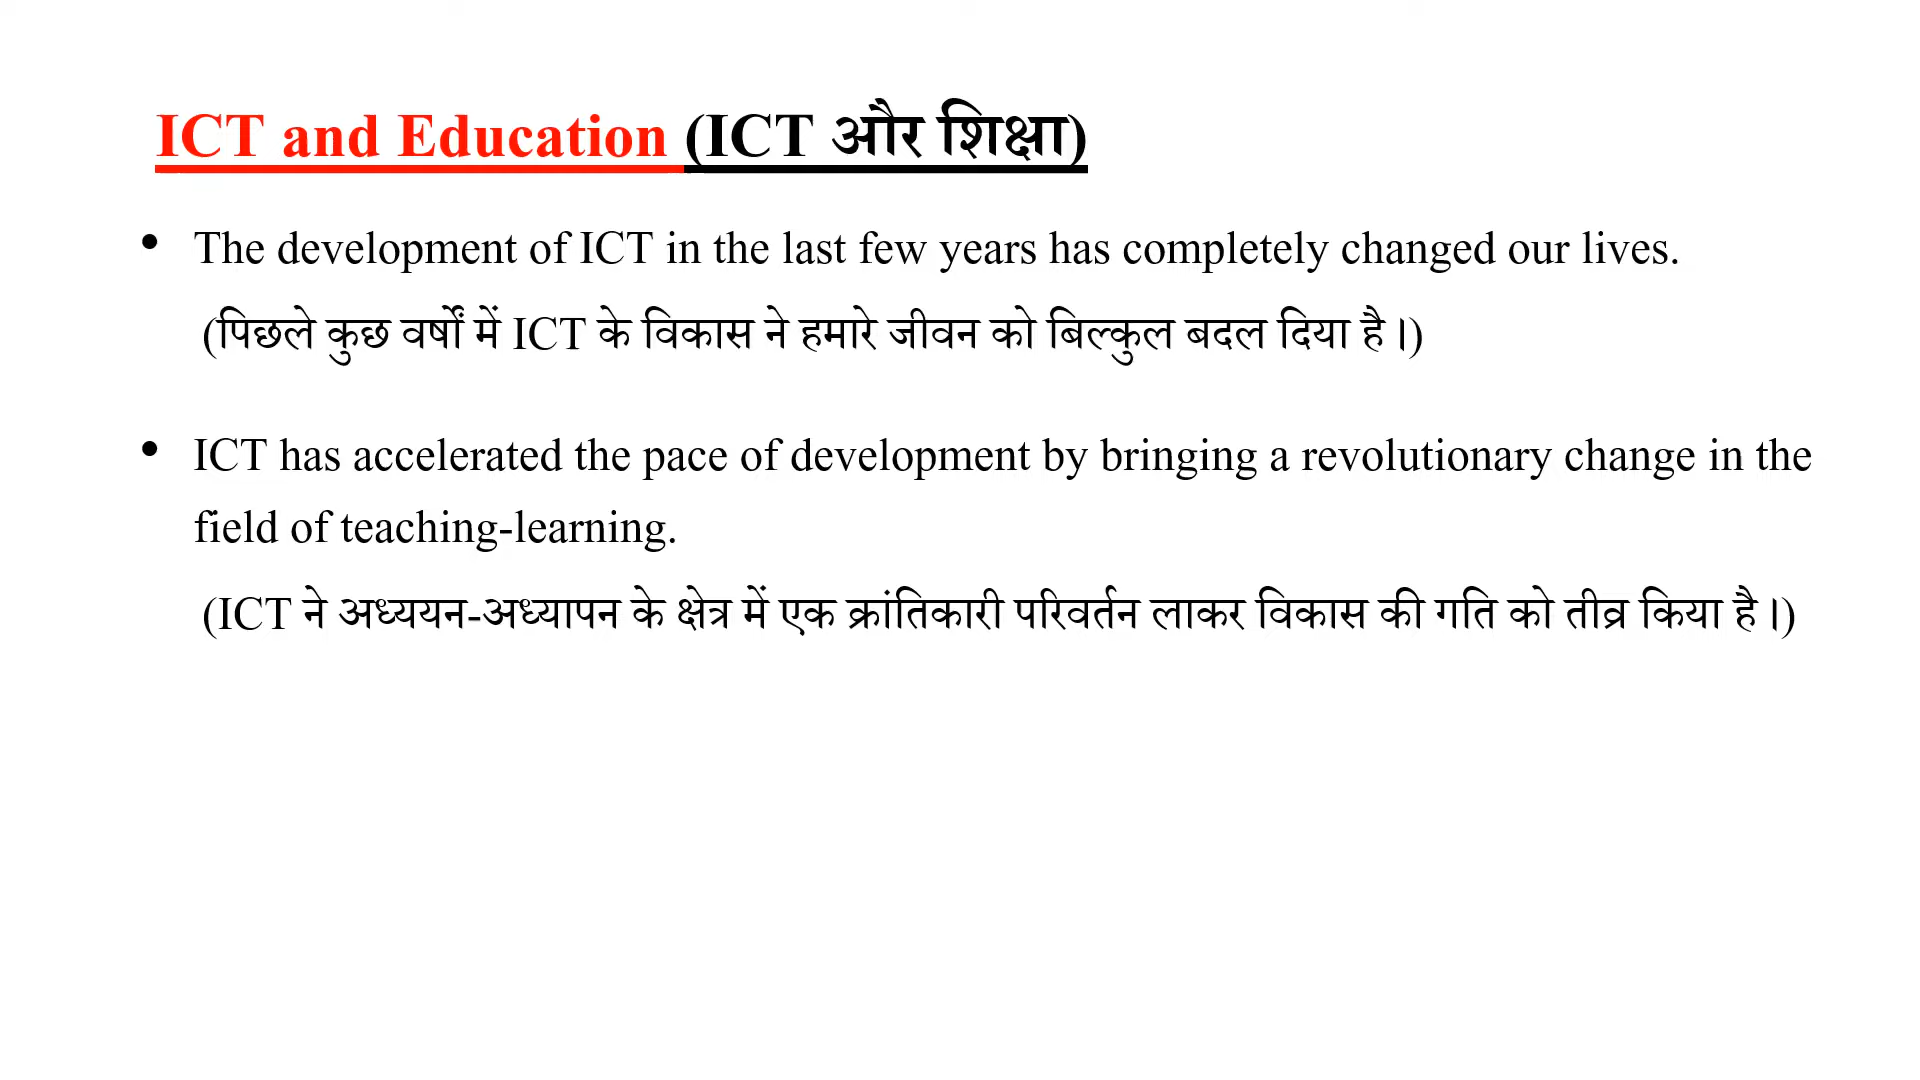 ICT and Education (ICT और शिक्षा)
• The development of ICT in the last few years has completely changed our lives.
(पिछले कुछ वर्षों में ICT के विकास ने हमारे जीवन को बिल्कुल बदल दिया है।)
• ICT has accelerated the pace of development by bringing a revolutionary change in the
field of teaching-learning.
(ICT ने अध्ययन-अध्यापन के क्षेत्र में एक क्रांतिकारी परिवर्तन लाकर विकास की गति को तीव्र किया है।)